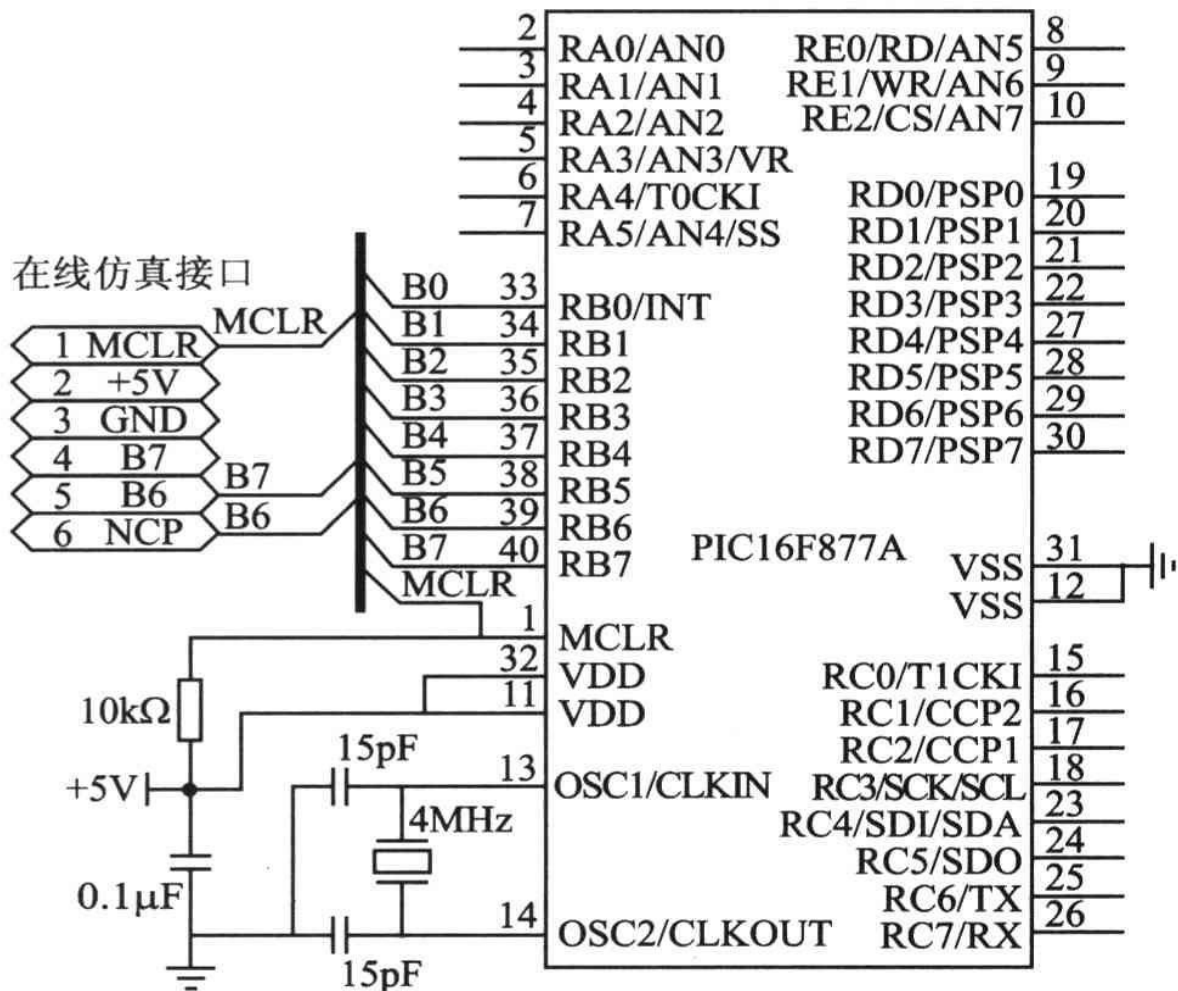 2
RA0/AN0
3
RA1/AN1
4
RA2/AN2
5
RA3/AN3/VR
6
RA4/T0CKI
7
RA5/AN4/SS
RE0/RD/AN5
8
RE1/WR/AN6
9
RE2/CS/AN7
10
RD0/PSP0
19
RD1/PSP1
20
RD2/PSP2
21
RD3/PSP3
22
RD4/PSP4
27
RD5/PSP5
28
RD6/PSP6
29
RD7/PSP7
30
在线仿真接口
MCLR
1 MCLR
2 +5V
3 GND
4 B7
5 B6
6 NCP
B7
B6
B0 33
RB0/INT
B1 34
RB1
B2 35
RB2
B3 36
RB3
B4 37
RB4
B5 38
RB5
B6 39
RB6
B7 40
RB7
MCLR
PIC16F877A
VSS
31
VSS
12
1
MCLR
32
VDD
11
VDD
10kΩ
+5V
0.1μF
15pF
13
OSC1/CLKIN
4MHz
14
OSC2/CLKOUT
15pF
RC0/T1CKI
15
RC1/CCP2
16
RC2/CCP1
17
RC3/SCK/SCL
18
RC4/SDI/SDA
23
RC5/SDO
24
RC6/TX
25
RC7/RX
26